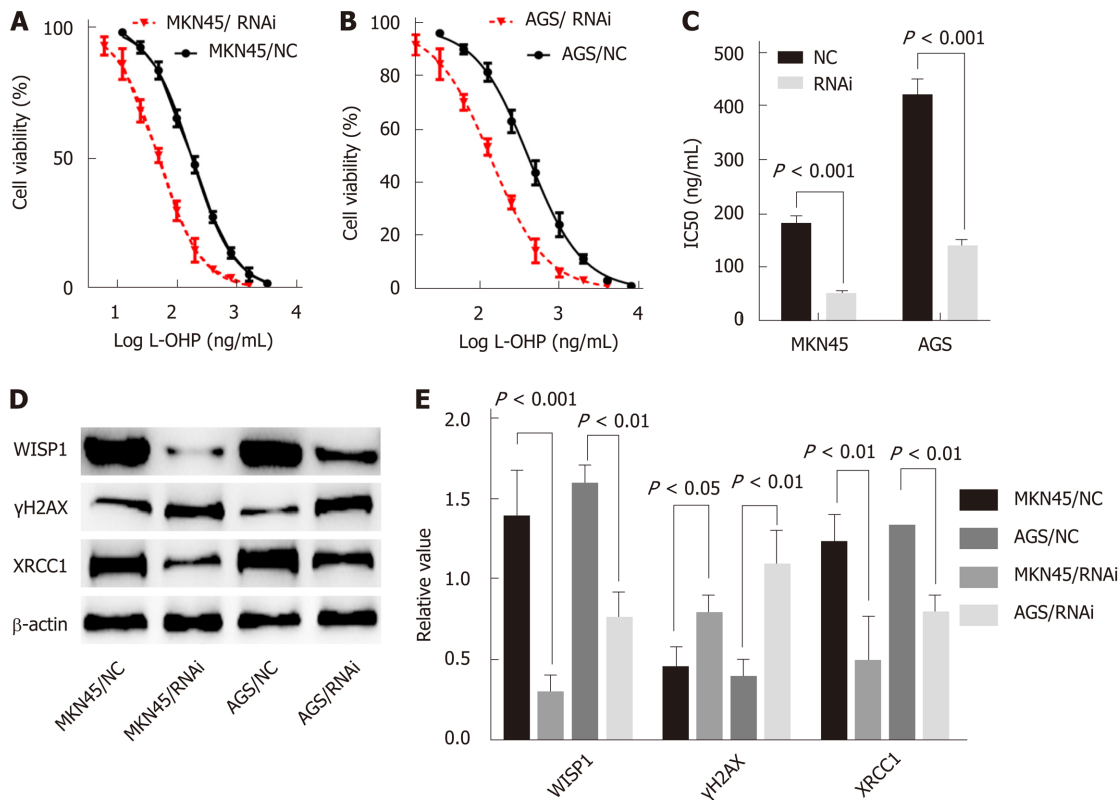 A
MKN45/ RNAi
MKN45/NC
100
50
0
Cell viability (%)
1 2 3 4
Log L-OHP (ng/mL)
B
AGS/ RNAi
AGS/NC
100
80
60
40
20
0
Cell viability (%)
1 2 3 4
Log L-OHP (ng/mL)
C
NC
RNAi
P < 0.001
P < 0.001
500
400
300
200
100
0
IC50 (ng/mL)
MKN45 AGS
D
WISP1
γH2AX
XRCC1
β-actin
MKN45/NC
MKN45/RNAi
AGS/NC
AGS/RNAi
E
P < 0.001
P < 0.01
P < 0.05
P < 0.01
P < 0.01
P < 0.01
2.0
1.5
1.0
0.5
0.0
Relative value
WISP1
γH2AX
XRCC1
MKN45/NC
AGS/NC
MKN45/RNAi
AGS/RNAi